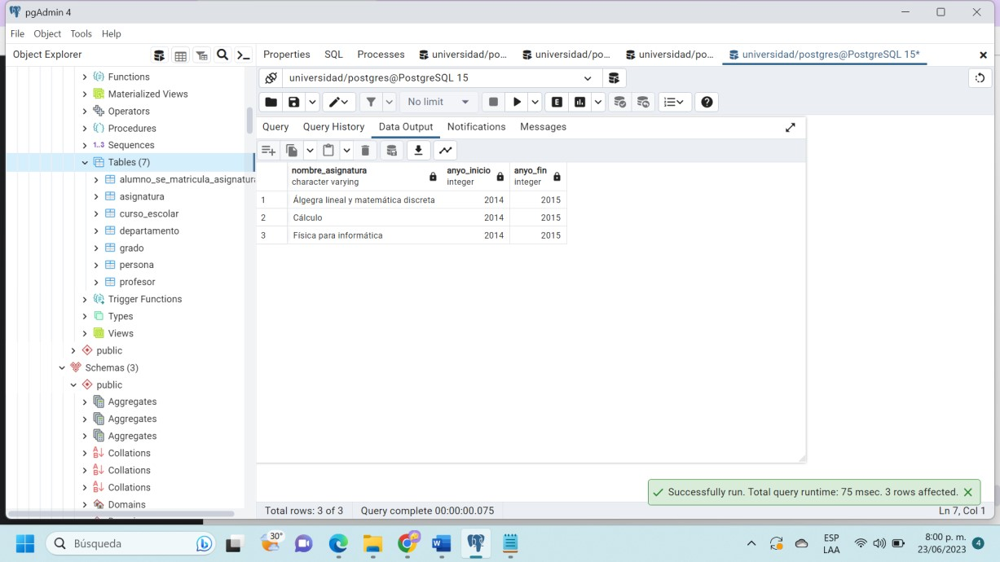 pgAdmin 4
File Object Tools Help
Object Explorer
Properties SQL Processes universidad/po... universidad/po... universidad/po... universidad/postgres@PostgreSQL 15*
universidad/postgres@PostgreSQL 15
No limit
E
Query Query History Data Output Notifications Messages
Functions
Materialized Views
Operators
Procedures
1..3 Sequences
Tables (7)
alumno_se_matricula_asignatura
asignatura
curso_escolar
departamento
grado
persona
profesor
Trigger Functions
Types
Views
public
Schemas (3)
public
Aggregates
Aggregates
Aggregates
Collations
Collations
Collations
Domains
nombre_asignatura anyo_inicio anyo_fin
character varying integer integer
1 Álgegra lineal y matemática discreta 2014 2015
2 Cálculo 2014 2015
3 Física para informática 2014 2015
Successfully run. Total query runtime: 75 msec. 3 rows affected.
Total rows: 3 of 3 Query complete 00:00:00.075 Ln 7, Col 1
Búsqueda
30°
ESP
LAA
8:00 p. m.
23/06/2023
4